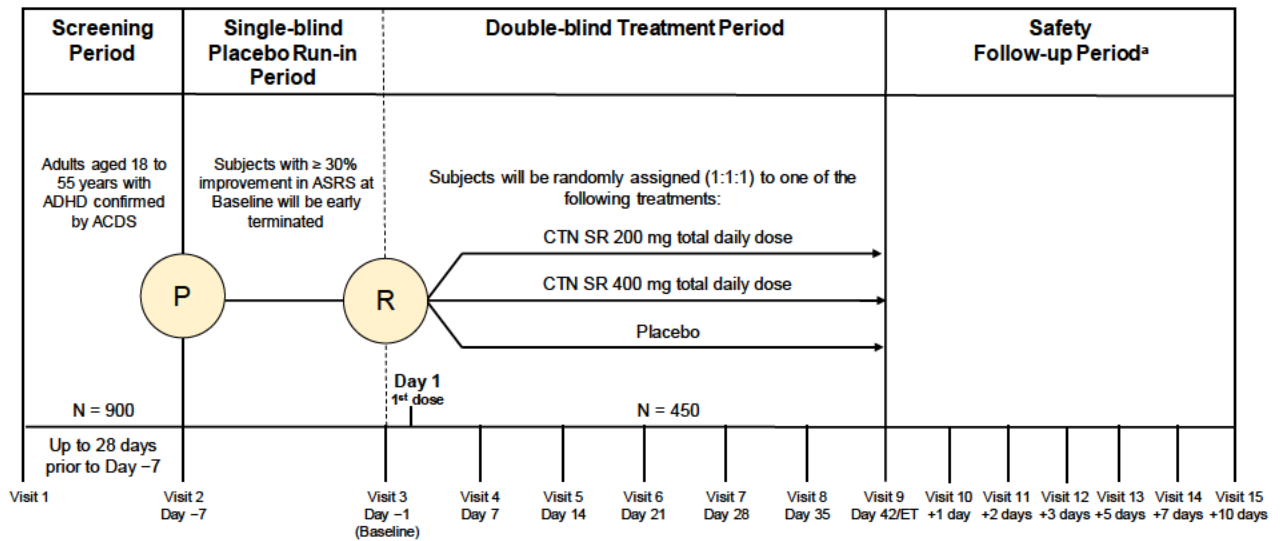 Screening
Period
Single-blind
Placebo Run-in
Period
Double-blind Treatment Period
Safety
Follow-up Periodᵃ
Adults aged 18 to
55 years with
ADHD confirmed
by ACDS
Subjects with ≥ 30%
improvement in ASRS at
Baseline will be early
terminated
Subjects will be randomly assigned (1:1:1) to one of the
following treatments:
CTN SR 200 mg total daily dose
P
R
CTN SR 400 mg total daily dose
Placebo
Day 1
1st dose
N = 900
N = 450
Up to 28 days
prior to Day −7
Visit 1
Visit 2
Day −7
Visit 3
Day −1
(Baseline)
Visit 4
Day 7
Visit 5
Day 14
Visit 6
Day 21
Visit 7
Day 28
Visit 8
Day 35
Visit 9
Day 42/ET
Visit 10
+1 day
Visit 11
+2 days
Visit 12
+3 days
Visit 13
+5 days
Visit 14
+7 days
Visit 15
+10 days